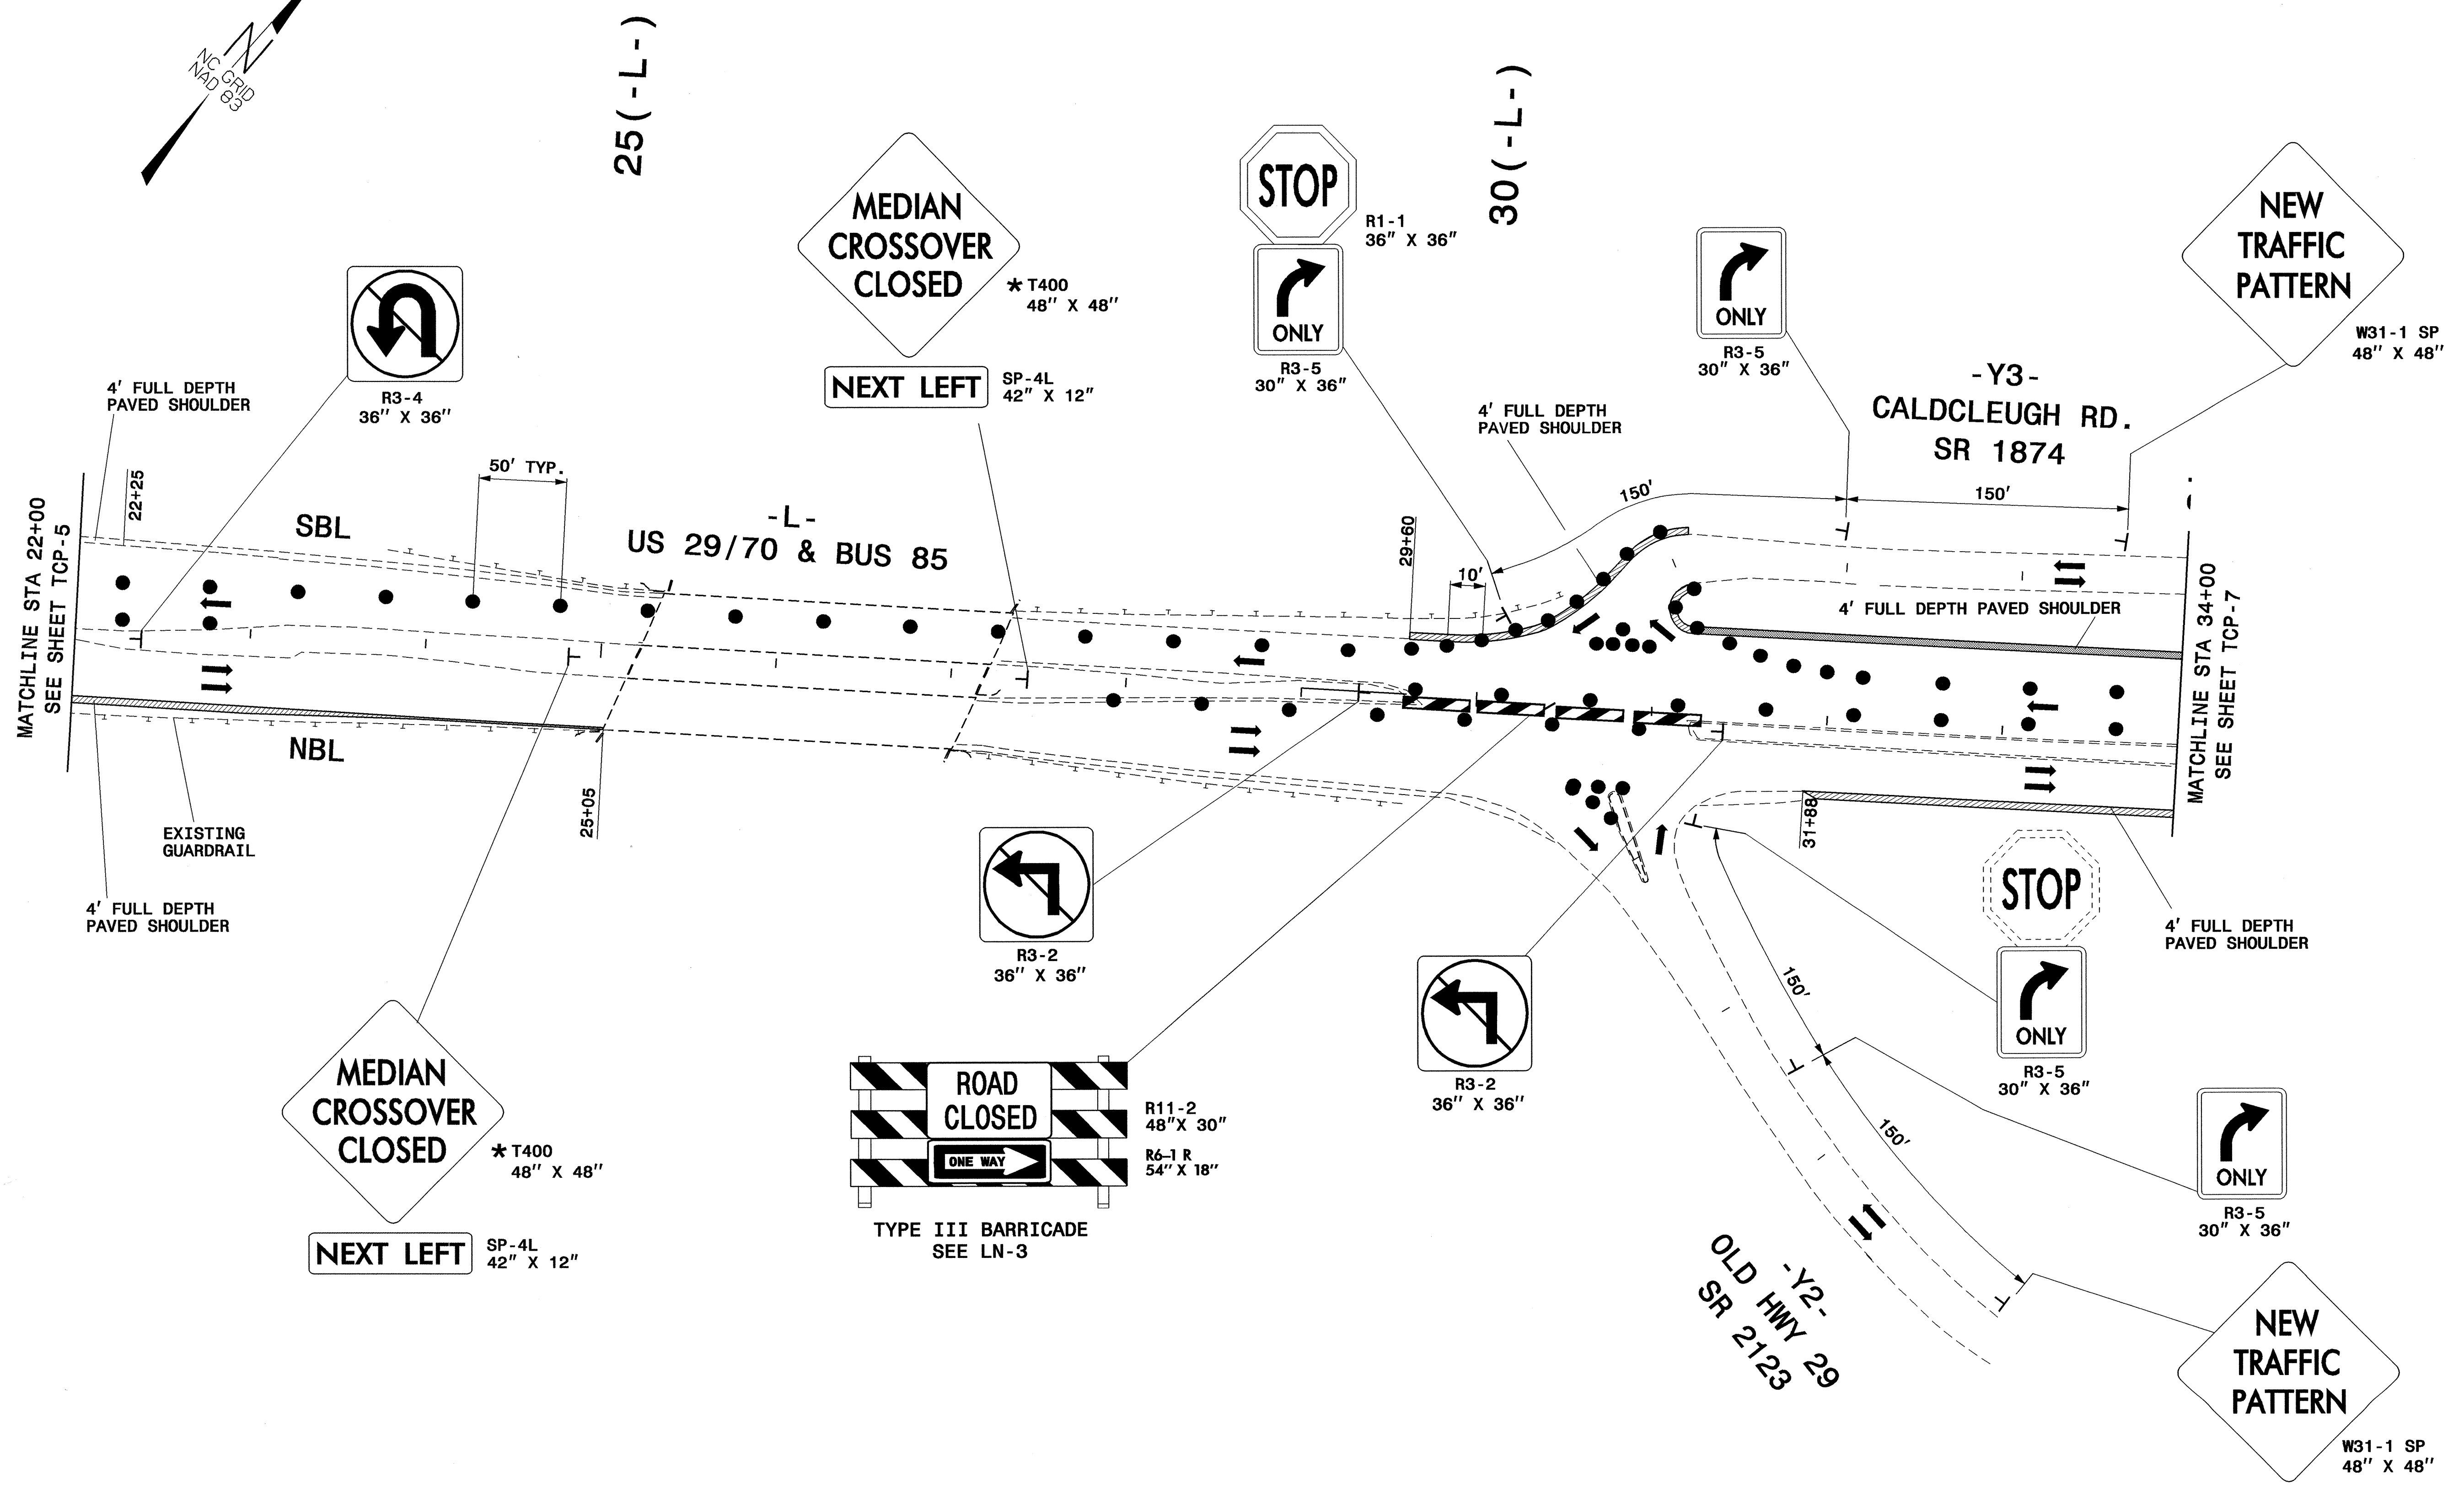 N
NC GRID
NAD 83
25(-L-)
30(-L-)
MEDIAN
CROSSOVER
CLOSED
* T400
48" X 48"
NEXT LEFT
SP-4L
42" X 12"
STOP
R1-1
36" X 36"
ONLY
R3-5
30" X 36"
ONLY
R3-5
30" X 36"
NEW
TRAFFIC
PATTERN
W31-1 SP
48" X 48"
R3-4
36" X 36"
4' FULL DEPTH
PAVED SHOULDER
22+25
50' TYP.
4' FULL DEPTH
PAVED SHOULDER
-Y3-
CALDCLEUGH RD.
SR 1874
150'
150'
MATCHLINE STA 22+00
SEE SHEET TCP-5
SBL
-L-
US 29/70 & BUS 85
29+60
10'
4' FULL DEPTH PAVED SHOULDER
MATCHLINE STA 34+00
SEE SHEET TCP-7
NBL
25+05
31+88
EXISTING
GUARDRAIL
4' FULL DEPTH
PAVED SHOULDER
R3-2
36" X 36"
R3-2
36" X 36"
STOP
ONLY
R3-5
30" X 36"
4' FULL DEPTH
PAVED SHOULDER
150'
150'
MEDIAN
CROSSOVER
CLOSED
* T400
48" X 48"
NEXT LEFT
SP-4L
42" X 12"
ROAD
CLOSED
ONE WAY
R11-2
48"X 30"
R6-1 R
54" X 18"
TYPE III BARRICADE
SEE LN-3
ONLY
R3-5
30" X 36"
-Y2-
OLD HWY 29
SR 2123
NEW
TRAFFIC
PATTERN
W31-1 SP
48" X 48"